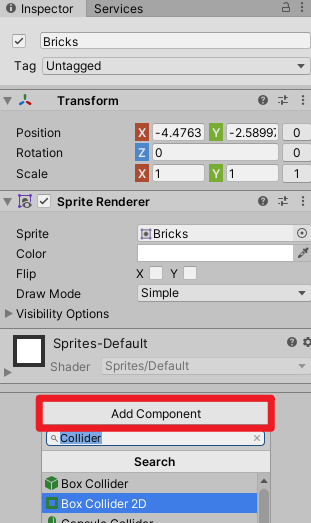 Inspector Services
Bricks
Tag Untagged
Transform
Position X -4.4763 Y -2.5899 0
Rotation Z 0 0
Scale X 1 Y 1 1
Sprite Renderer
Sprite Bricks
Color
Flip X Y
Draw Mode Simple
Visibility Options
Sprites-Default
Shader Sprites/Default
Add Component
Collider
Search
Box Collider
Box Collider 2D
Capsule Collider